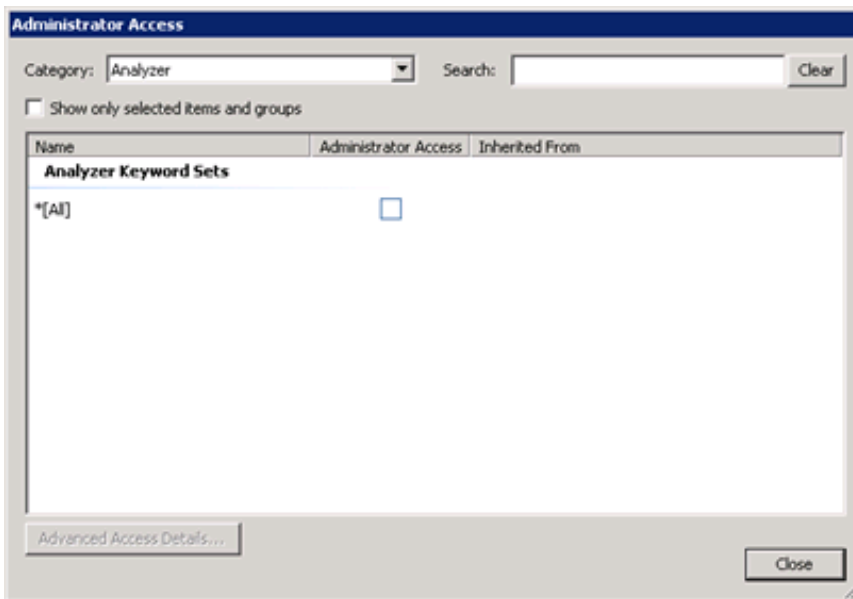 Administrator Access
Category: Analyzer Search: Clear
Show only selected items and groups
Name Administrator Access Inherited From
Analyzer Keyword Sets
*[All]
Advanced Access Details...
Close